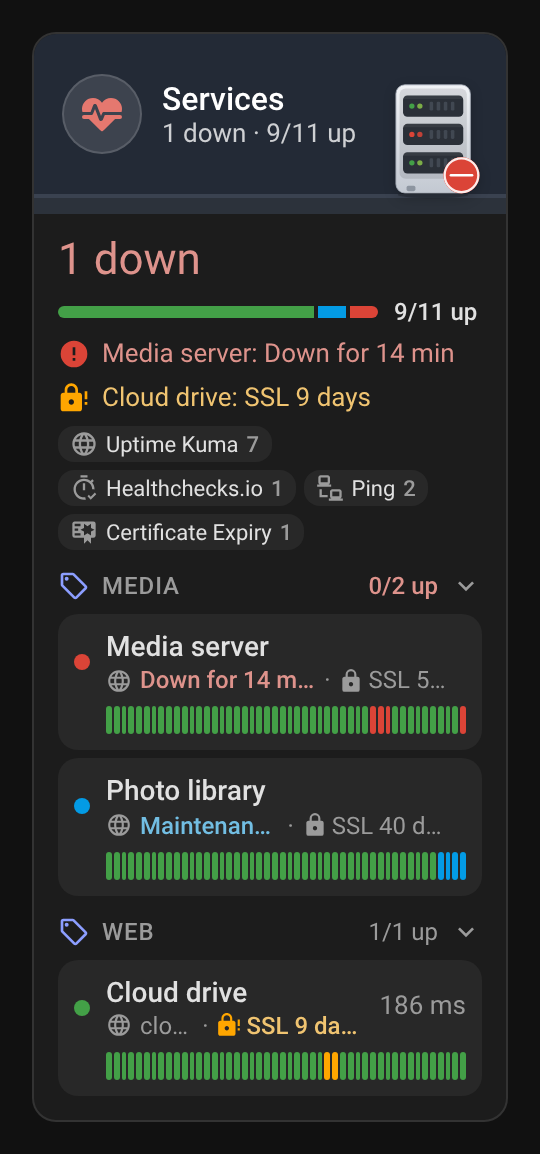 Services
1 down · 9/11 up
1 down
9/11 up
Media server: Down for 14 min
Cloud drive: SSL 9 days
Uptime Kuma 7
Healthchecks.io 1
Ping 2
Certificate Expiry 1
MEDIA 0/2 up
Media server
Down for 14 m… · SSL 5…
Photo library
Maintenan… · SSL 40 d…
WEB 1/1 up
Cloud drive 186 ms
clo… · SSL 9 da…